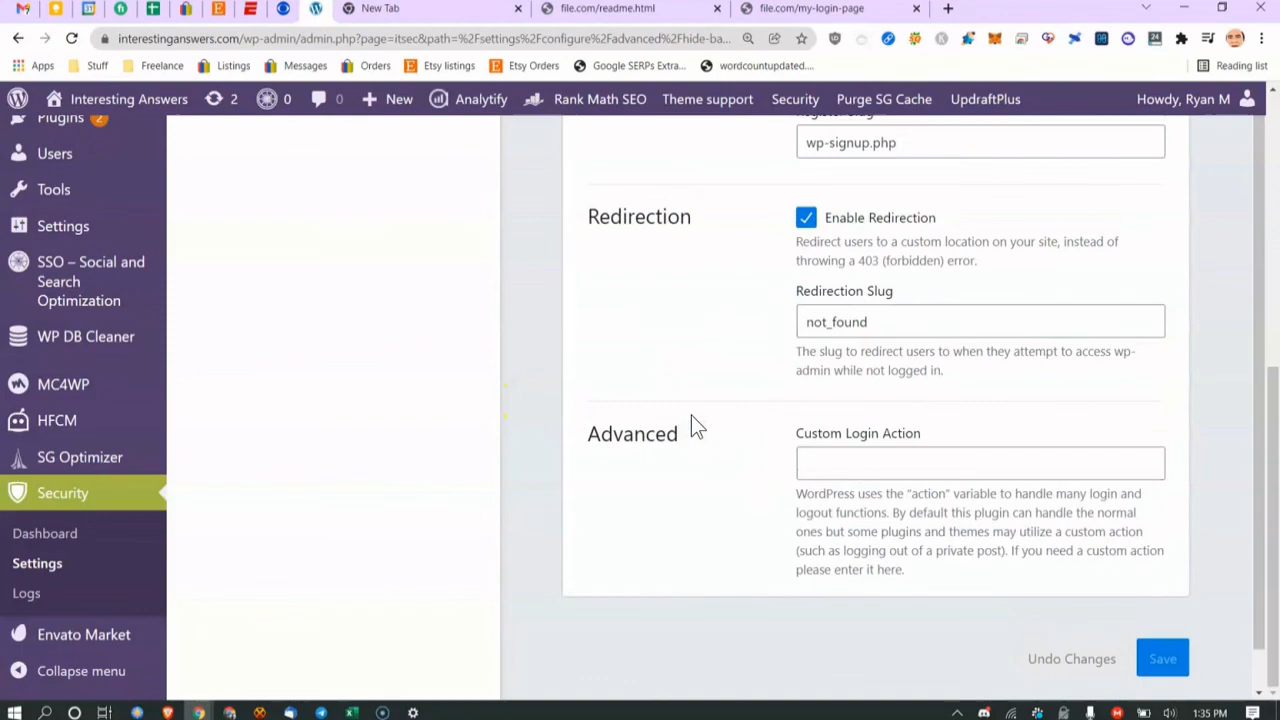 New Tab
file.com/readme.html
file.com/my-login-page
interestinganswers.com/wp-admin/admin.php?page=itsec&path=%2Fsettings%2Fconfigure%2Fadvanced%2Fhide-ba...
Apps
Stuff
Freelance
Listings
Messages
Orders
Etsy listings
Etsy Orders
Google SERPs Extra...
wordcountupdated....
Reading list
Interesting Answers
2
0
0
New
Analytify
Rank Math SEO
Theme support
Security
Purge SG Cache
UpdraftPlus
Howdy, Ryan M
Plugins 2
Users
Tools
Settings
SSO – Social and
Search
Optimization
WP DB Cleaner
MC4WP
HFCM
SG Optimizer
Security
Dashboard
Settings
Logs
Envato Market
Collapse menu
wp-signup.php
Redirection
Enable Redirection
Redirect users to a custom location on your site, instead of
throwing a 403 (forbidden) error.
Redirection Slug
not_found
The slug to redirect users to when they attempt to access wp-
admin while not logged in.
Advanced
Custom Login Action
WordPress uses the "action" variable to handle many login and
logout functions. By default this plugin can handle the normal
ones but some plugins and themes may utilize a custom action
(such as logging out of a private post). If you need a custom action
please enter it here.
Undo Changes
Save
1:35 PM